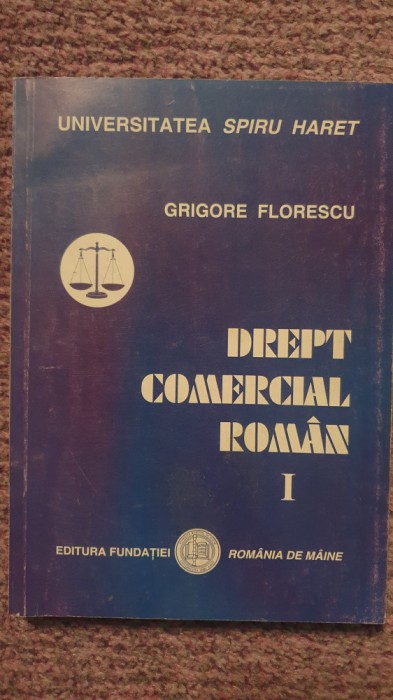 UNIVERSITATEA SPIRU HARET
GRIGORE FLORESCU
DREPT
COMERCIAL
ROMÂN
I
EDITURA FUNDAȚIEI ROMÂNIA DE MÂINE